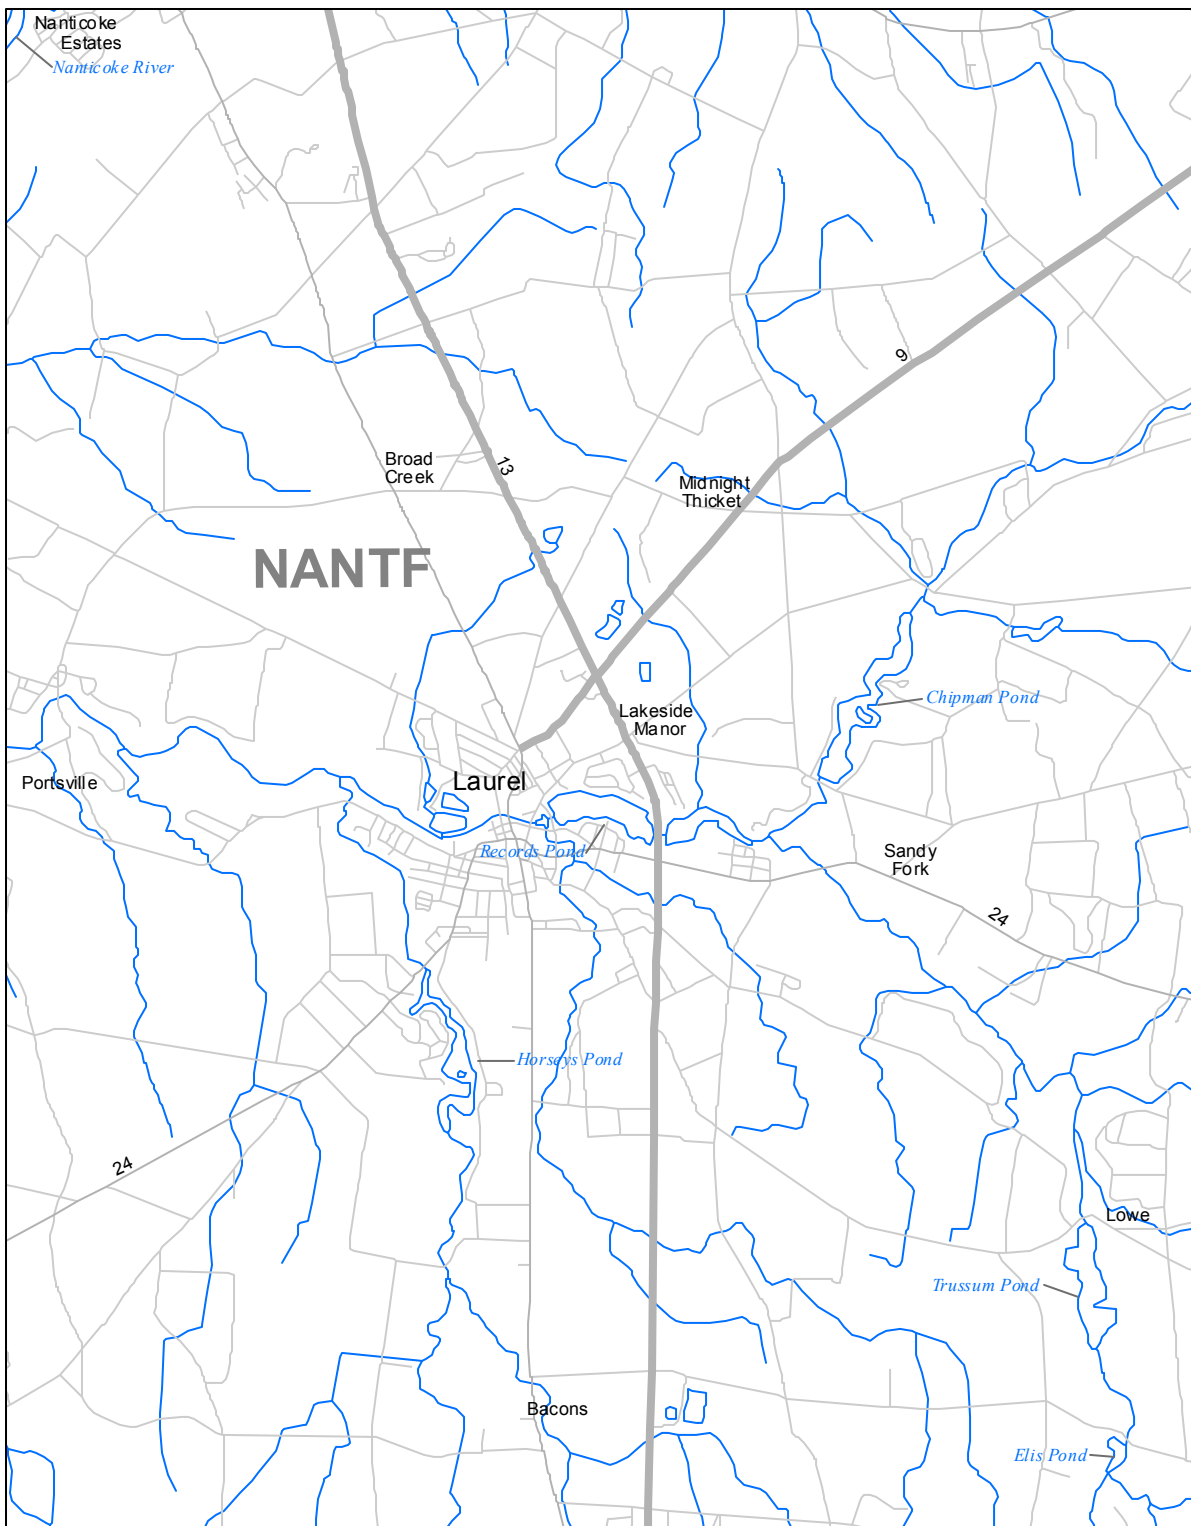 Nanticoke
Estates
Nanticoke River
9
Broad
Creek
13
Midnight
Thicket
NANTF
Chipman Pond
Lakeside
Manor
Portsville
Laurel
Records Pond
Sandy
Fork
24
Horseys Pond
24
Lowe
Trussum Pond
Bacons
Elis Pond